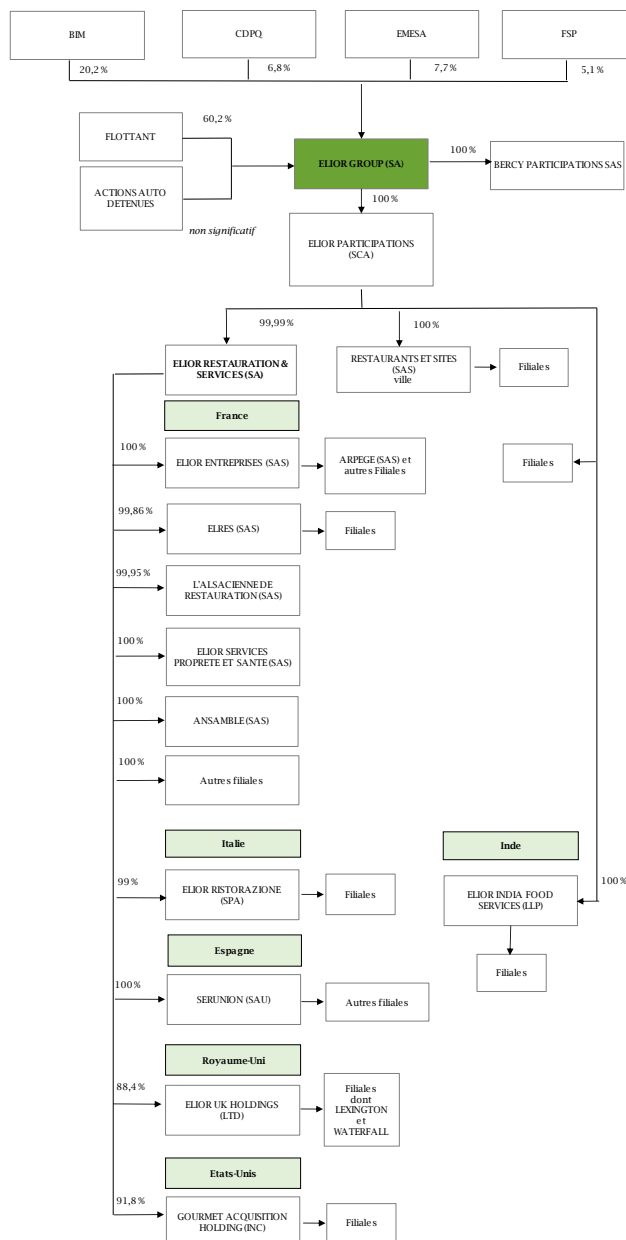 BIM
CDPQ
EMESA
FSP
20,2 %
6,8 %
7,7 %
5,1 %
60,2 %
FLOTTANT
ELIOR GROUP (SA)
100 %
BERCY PARTICIPATIONS SAS
ACTIONS AUTO
DETENUES
100 %
non significatif
ELIOR PARTICIPATIONS
(SCA)
99,99 %
100 %
ELIOR RESTAURATION &
SERVICES (SA)
RESTAURANTS ET SITES
(SAS)
ville
Filiales
France
100 %
ELIOR ENTREPRISES (SAS)
ARPEGE (SAS) et
autres Filiales
Filiales
99,86 %
ELRES (SAS)
Filiales
99,95 %
L'ALSACIENNE DE
RESTAURATION (SAS)
100 %
ELIOR SERVICES
PROPRETE ET SANTE (SAS)
100 %
ANSAMBLE (SAS)
100 %
Autres filiales
Italie
Inde
99 %
ELIOR RISTORAZIONE
(SPA)
Filiales
ELIOR INDIA FOOD
SERVICES (LLP)
100 %
Espagne
Filiales
100 %
SERUNION (SAU)
Autres filiales
Royaume-Uni
88,4 %
ELIOR UK HOLDINGS
(LTD)
Filiales
dont
LEXINGTON
et
WATERFALL
Etats-Unis
91,8 %
GOURMET ACQUISITION
HOLDING (INC)
Filiales